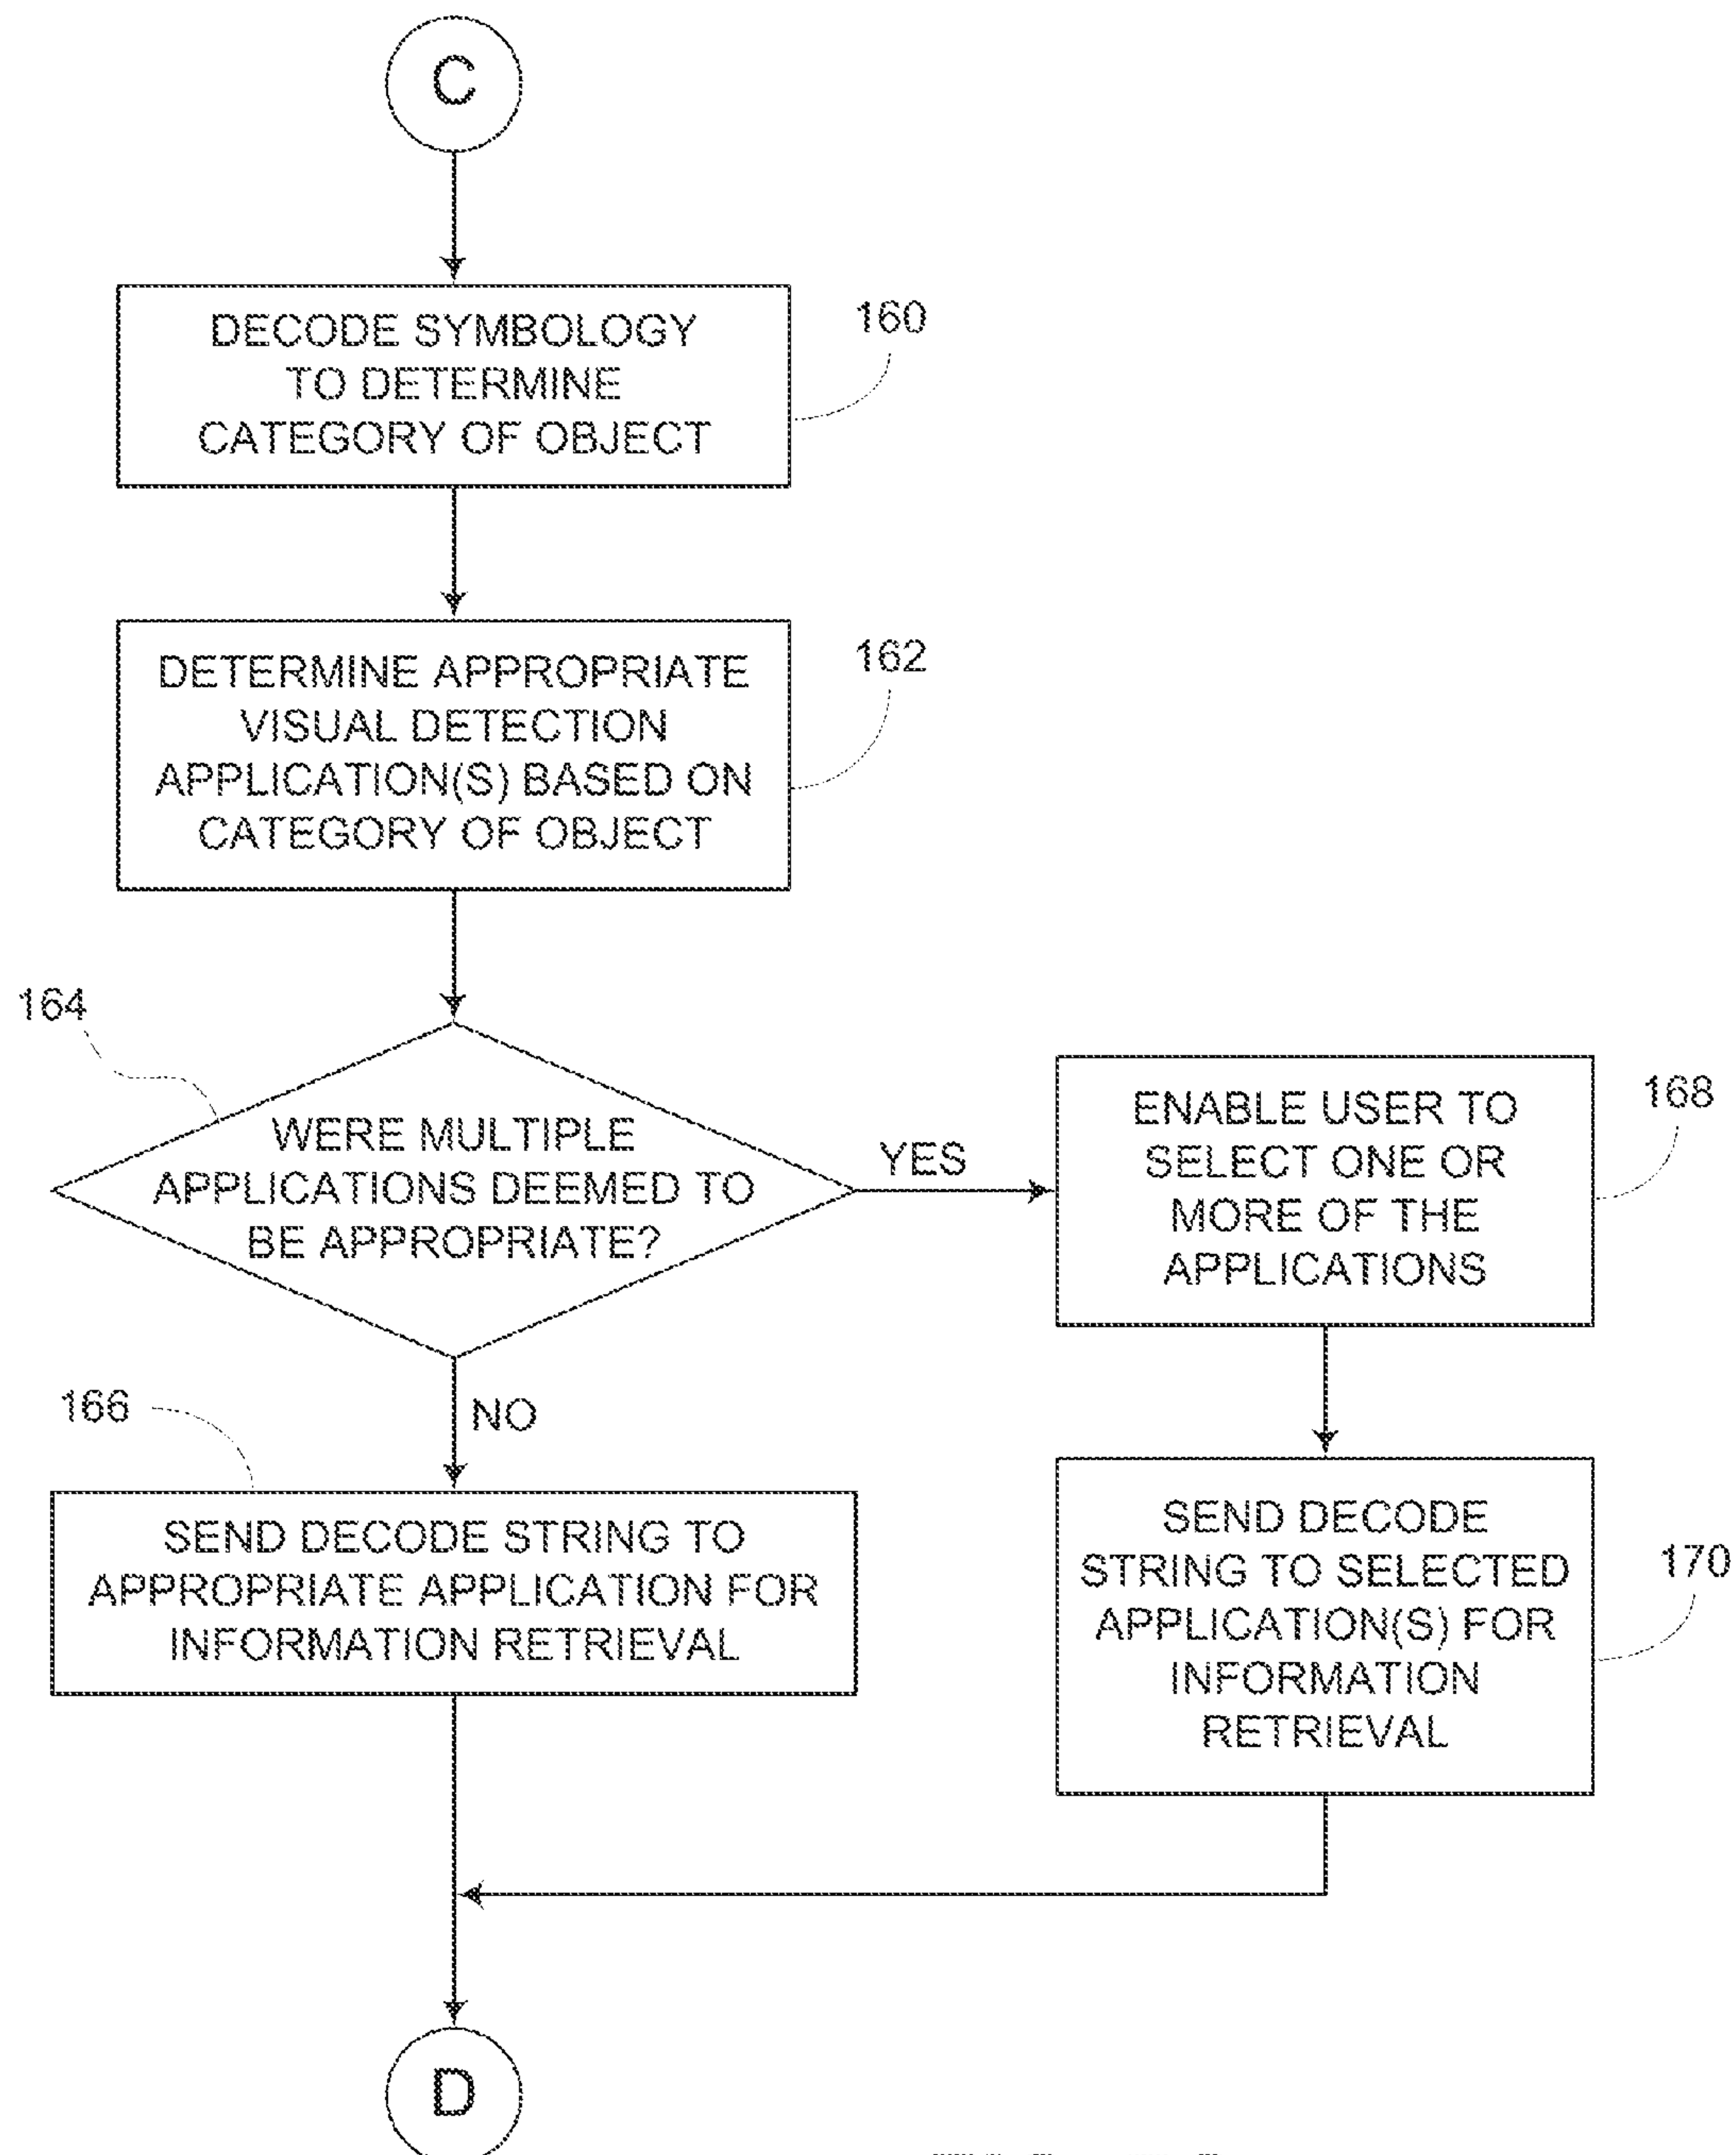 C
DECODE SYMBOLOGY
TO DETERMINE
CATEGORY OF OBJECT
160
DETERMINE APPROPRIATE
VISUAL DETECTION
APPLICATION(S) BASED ON
CATEGORY OF OBJECT
162
164
WERE MULTIPLE
APPLICATIONS DEEMED TO
BE APPROPRIATE?
YES
ENABLE USER TO
SELECT ONE OR
MORE OF THE
APPLICATIONS
168
NO
166
SEND DECODE STRING TO
APPROPRIATE APPLICATION FOR
INFORMATION RETRIEVAL
SEND DECODE
STRING TO SELECTED
APPLICATION(S) FOR
INFORMATION
RETRIEVAL
170
D